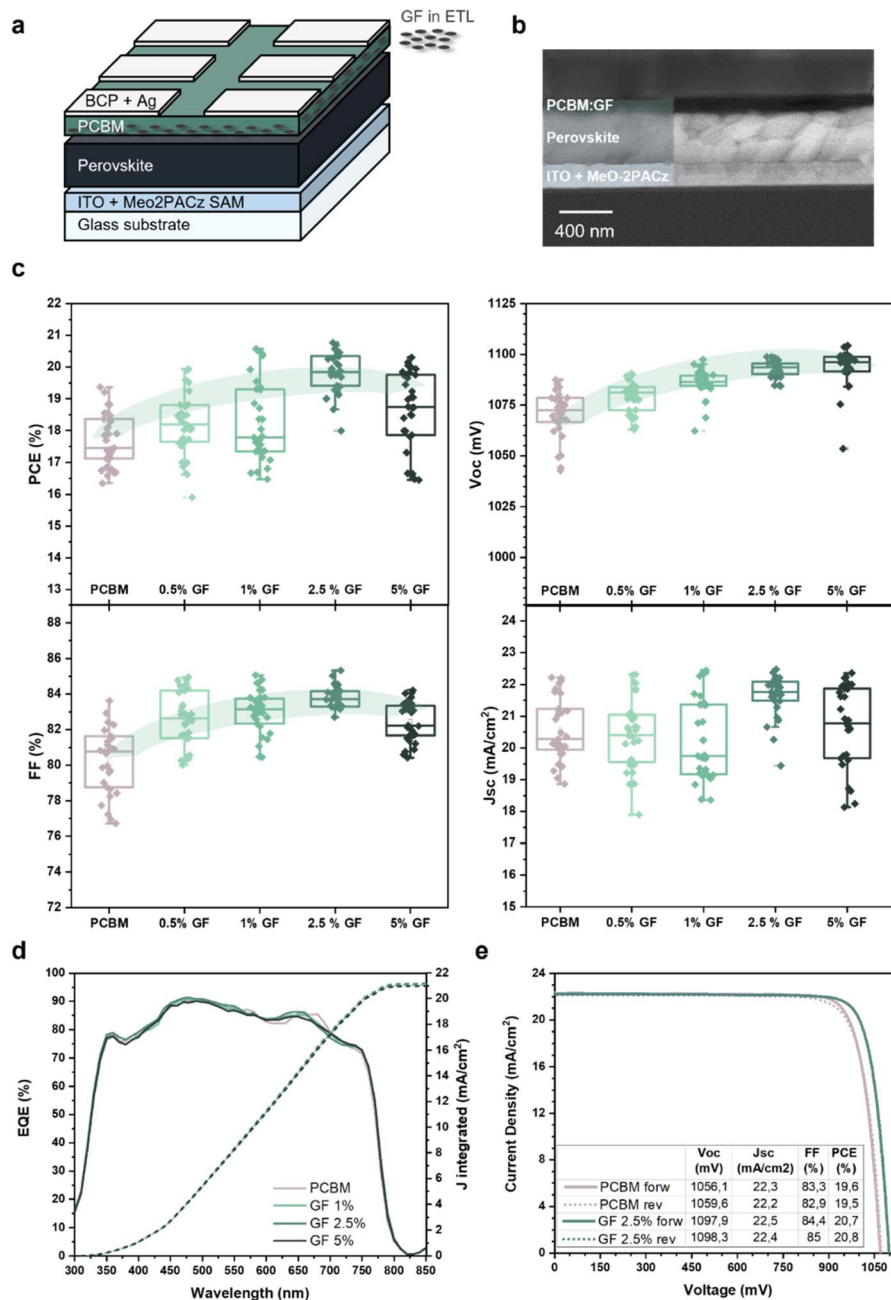 a
GF in ETL
BCP + Ag
PCBM
Perovskite
ITO + Meo2PACz SAM
Glass substrate
b
PCBM:GF
Perovskite
ITO + MeO-2PACz
400 nm
c
PCE (%)
22
21
20
19
18
17
16
15
14
13
PCBM 0.5% GF 1% GF 2.5% GF 5% GF
Voc (mV)
1125
1100
1075
1050
1025
1000
PCBM 0.5% GF 1% GF 2.5 % GF 5% GF
FF (%)
88
86
84
82
80
78
76
74
72
PCBM 0.5% GF 1% GF 2.5 % GF 5% GF
Jsc (mA/cm²)
24
23
22
21
20
19
18
17
16
15
PCBM 0.5% GF 1% GF 2.5 % GF 5% GF
d
EQE (%)
100
90
80
70
60
50
40
30
20
10
0
300 350 400 450 500 550 600 650 700 750 800 850
Wavelength (nm)
J integrated (mA/cm²)
22
20
18
16
14
12
11
9
8
6
4
2
0
PCBM
GF 1%
GF 2.5%
GF 5%
e
Current Density (mA/cm²)
24
22
20
18
16
14
12
10
8
6
4
2
0
0 150 300 450 600 750 900 1050
Voltage (mV)
Voc (mV) Jsc (mA/cm2) FF (%) PCE (%)
PCBM forw 1056,1 22,3 83,3 19,6
PCBM rev 1059,6 22,2 82,9 19,5
GF 2.5% forw 1097,9 22,5 84,4 20,7
GF 2.5% rev 1098,3 22,4 85 20,8